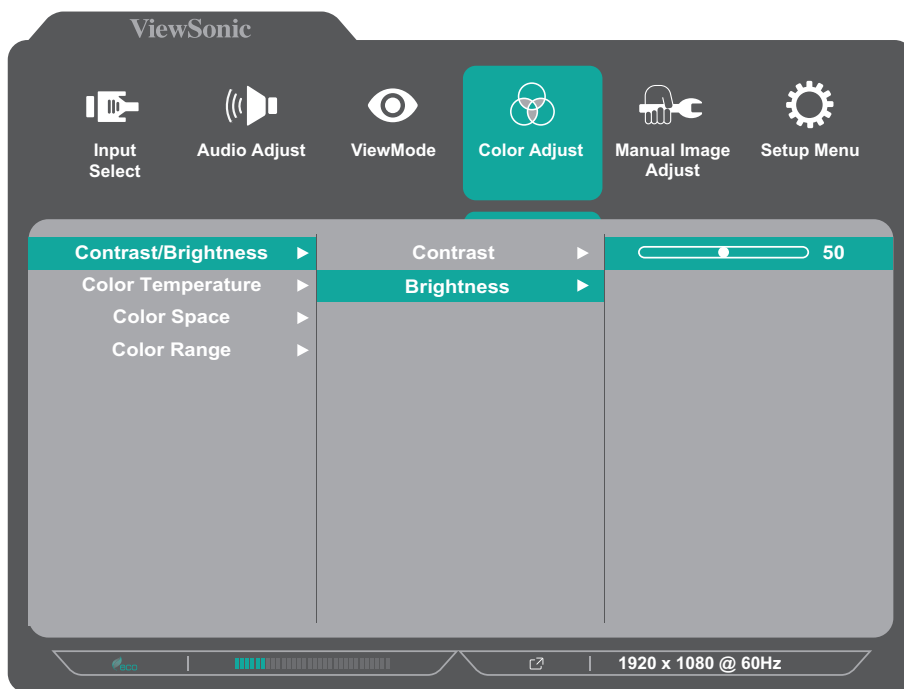 ViewSonic
Input
Select
Audio Adjust
ViewMode
Color Adjust
Manual Image
Adjust
Setup Menu
Contrast/Brightness
Contrast
50
Color Temperature
Brightness
Color Space
Color Range
eco
1920 x 1080 @ 60Hz